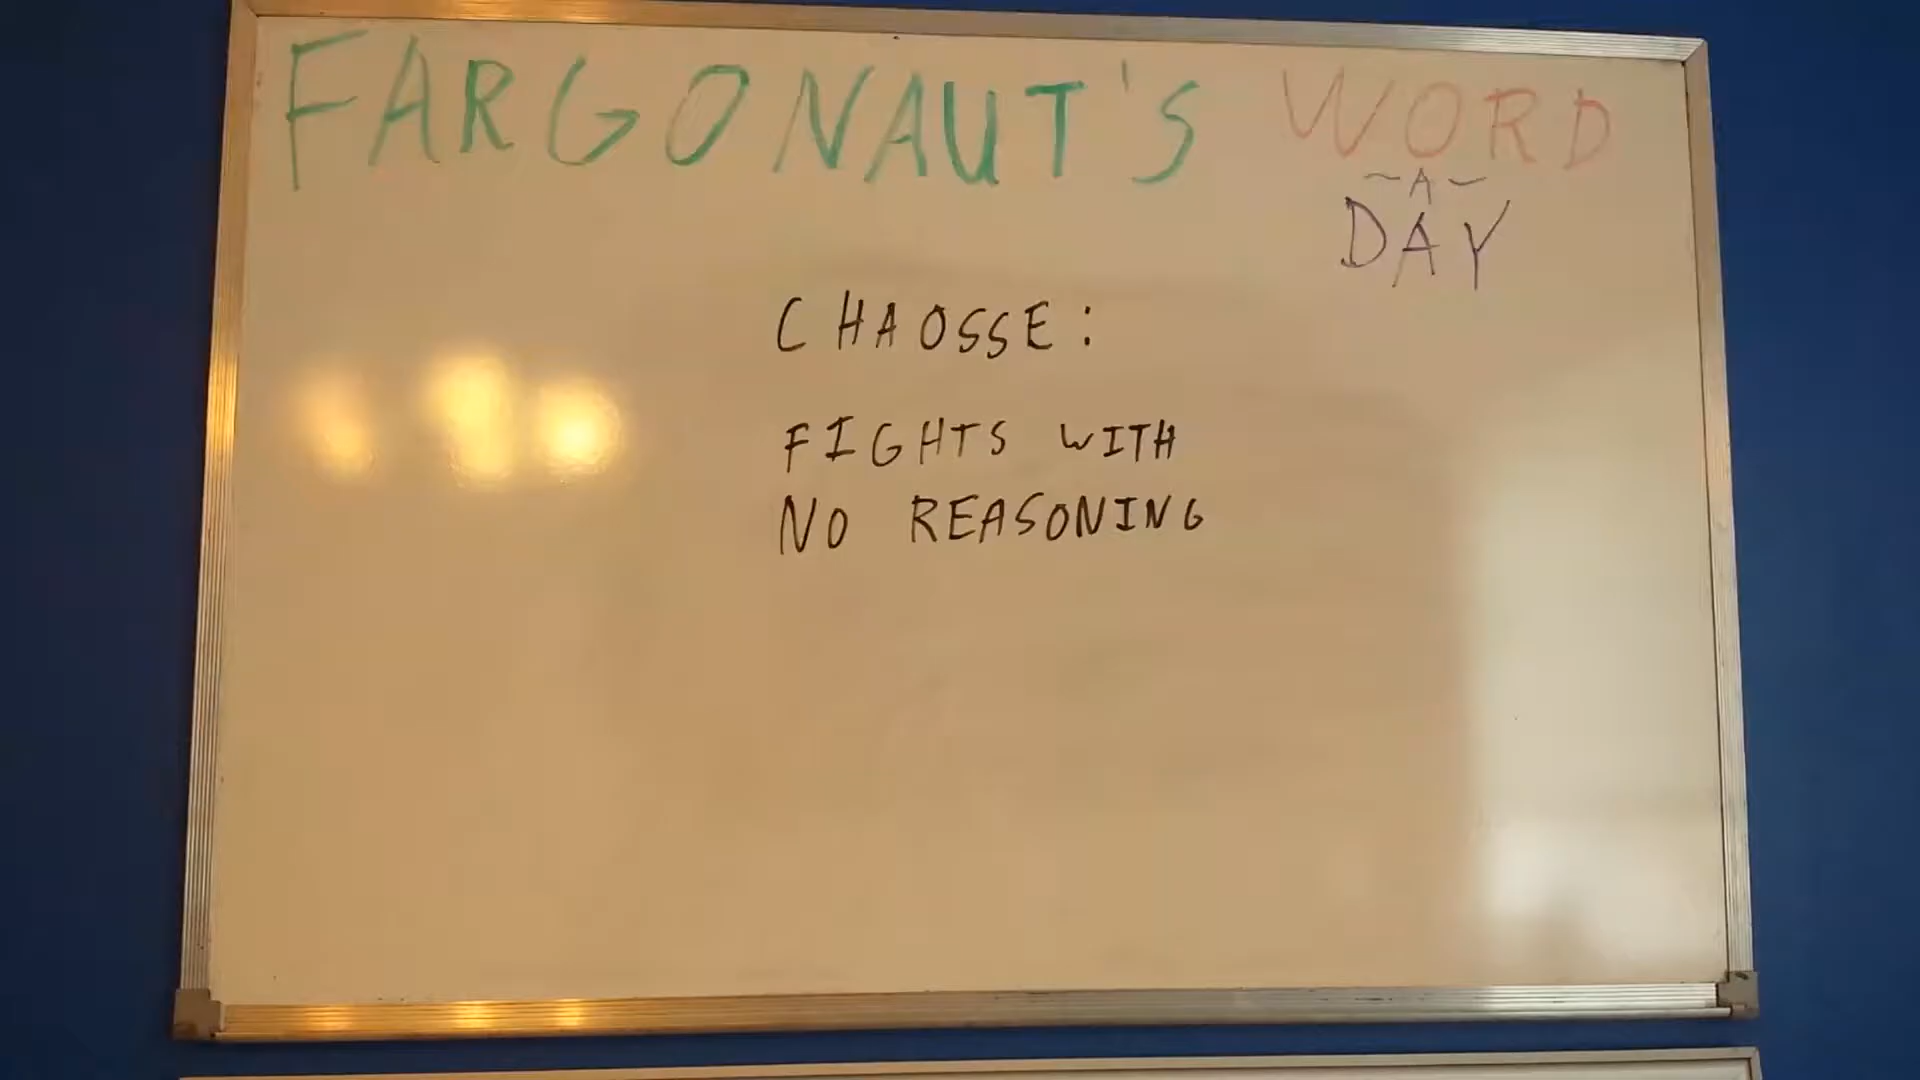 FARGONAUT'S WORD
~A~
DAY
CHAOSSE:
FIGHTS WITH
NO REASONING